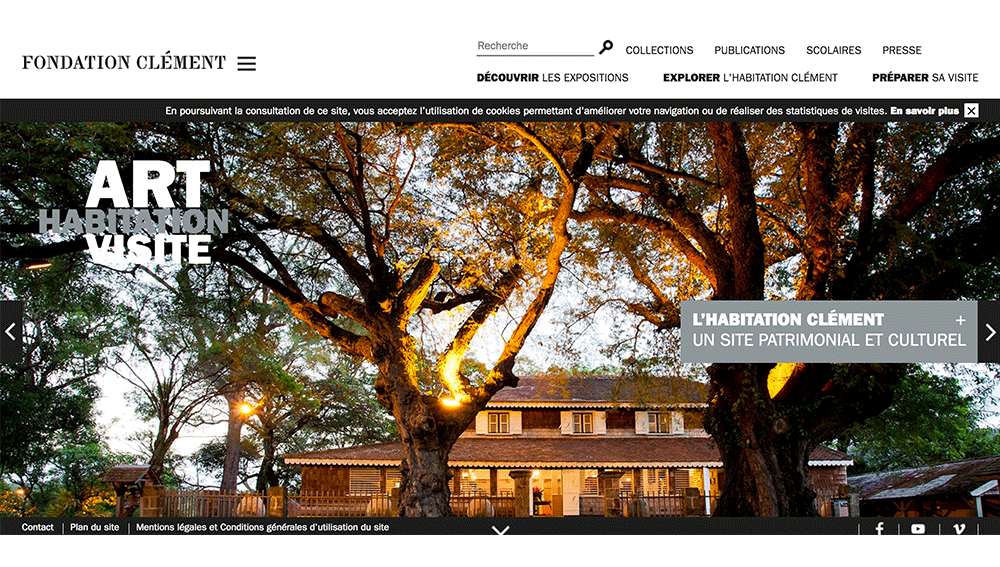 FONDATION CLÉMENT
Recherche
COLLECTIONS
PUBLICATIONS
SCOLAIRES
PRESSE
DÉCOUVRIR LES EXPOSITIONS
EXPLORER L'HABITATION CLÉMENT
PRÉPARER SA VISITE
En poursuivant la consultation de ce site, vous acceptez l'utilisation de cookies permettant d'améliorer votre navigation ou de réaliser des statistiques de visites. En savoir plus
ART
HABITATION
VISITE
L'HABITATION CLÉMENT +
UN SITE PATRIMONIAL ET CULTUREL
Contact
Plan du site
Mentions légales et Conditions générales d'utilisation du site